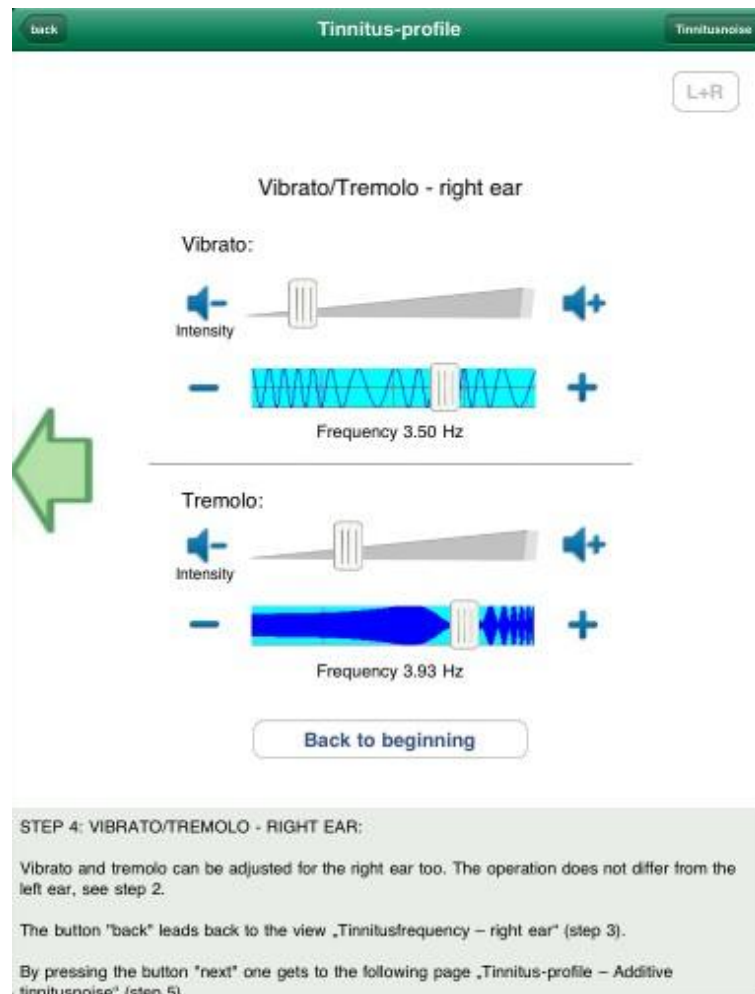 back
Tinnitus-profile
Tinnitusnoise
L+R
Vibrato/Tremolo - right ear
Vibrato:
Intensity
Frequency 3.50 Hz
Tremolo:
Intensity
Frequency 3.93 Hz
Back to beginning
STEP 4: VIBRATO/TREMOLO - RIGHT EAR:
Vibrato and tremolo can be adjusted for the right ear too. The operation does not differ from the
left ear, see step 2.
The button "back" leads back to the view „Tinnitusfrequency – right ear" (step 3).
By pressing the button "next" one gets to the following page „Tinnitus-profile – Additive
tinnitusnoise" (step 5)